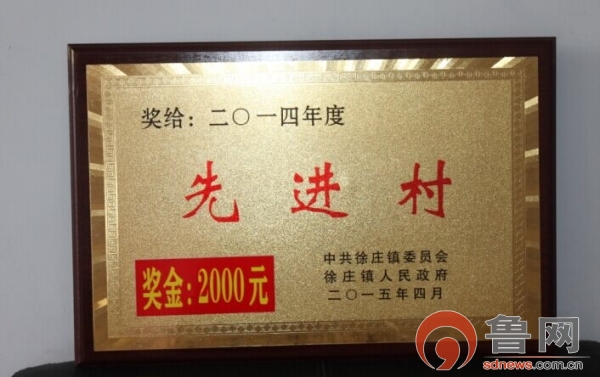 奖给：二〇一四年度
先进村
奖金：2000元
中共徐庄镇委员会
徐庄镇人民政府
二〇一五年四月
鲁网
sdnews.com.cn